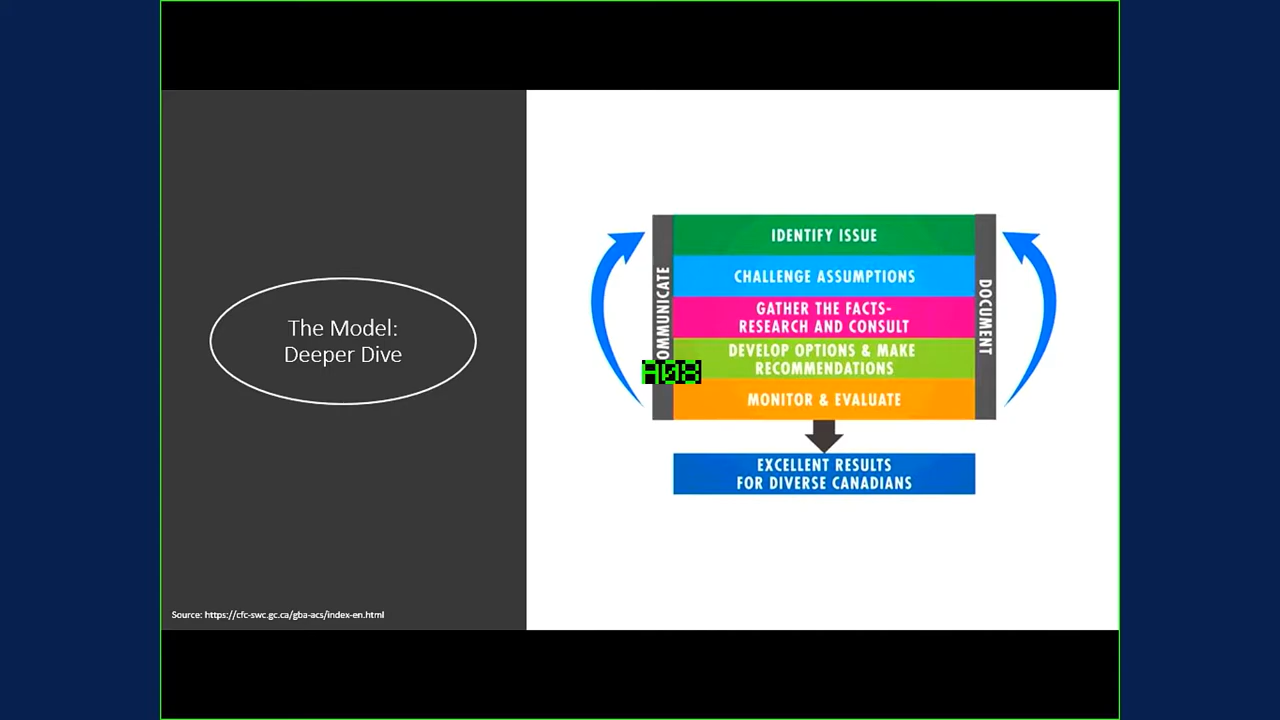 The Model:
Deeper Dive
Source: https://cfc-swc.gc.ca/gba-acs/index-en.html
IDENTIFY ISSUE
CHALLENGE ASSUMPTIONS
GATHER THE FACTS-
RESEARCH AND CONSULT
DEVELOP OPTIONS & MAKE
RECOMMENDATIONS
MONITOR & EVALUATE
DOCUMENT
A08
EXCELLENT RESULTS
FOR DIVERSE CANADIANS